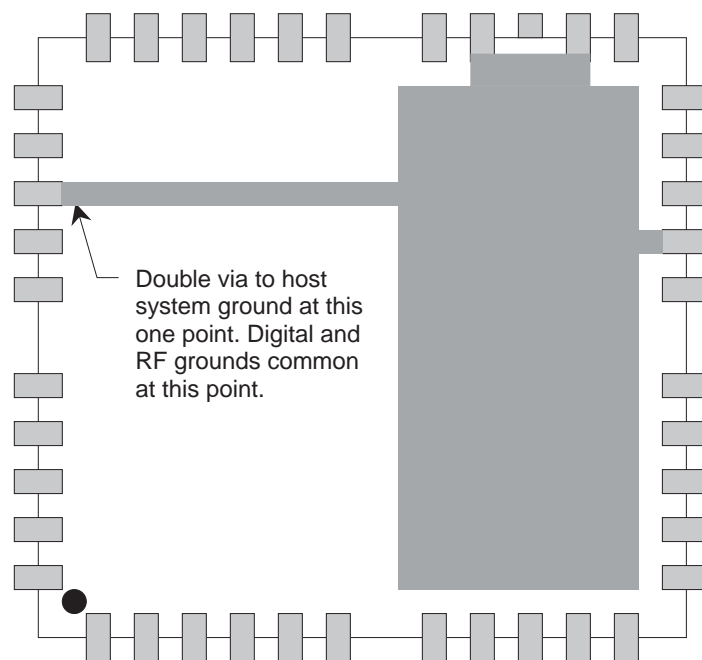 Double via to host
system ground at this
one point. Digital and
RF grounds common
at this point.